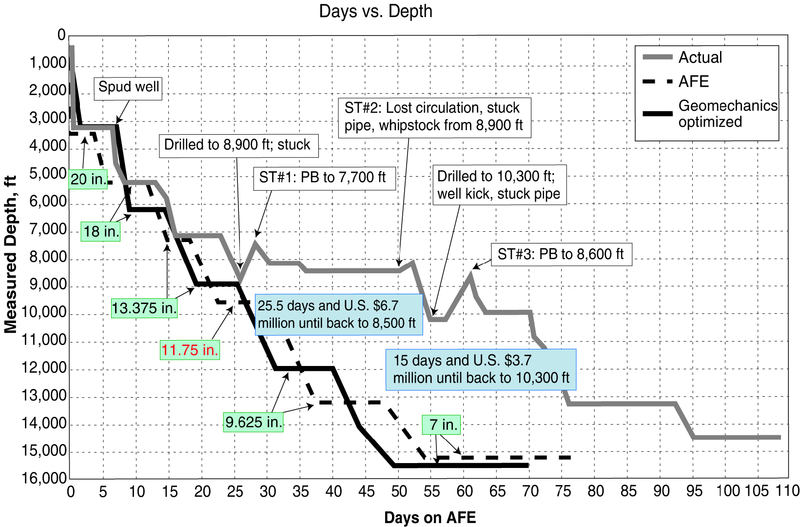 Days vs. Depth
Measured Depth, ft
0
1,000
2,000
3,000
4,000
5,000
6,000
7,000
8,000
9,000
10,000
11,000
12,000
13,000
14,000
15,000
16,000
Actual
AFE
Geomechanics
optimized
Spud well
ST#2: Lost circulation, stuck
pipe, whipstock from 8,900 ft
Drilled to 8,900 ft; stuck
ST#1: PB to 7,700 ft
Drilled to 10,300 ft;
well kick, stuck pipe
20 in.
18 in.
ST#3: PB to 8,600 ft
13.375 in.
25.5 days and U.S. $6.7
million until back to 8,500 ft
11.75 in.
15 days and U.S. $3.7
million until back to 10,300 ft
9.625 in.
7 in.
0 5 10 15 20 25 30 35 40 45 50 55 60 65 70 75 80 85 90 95 100 105 110
Days on AFE